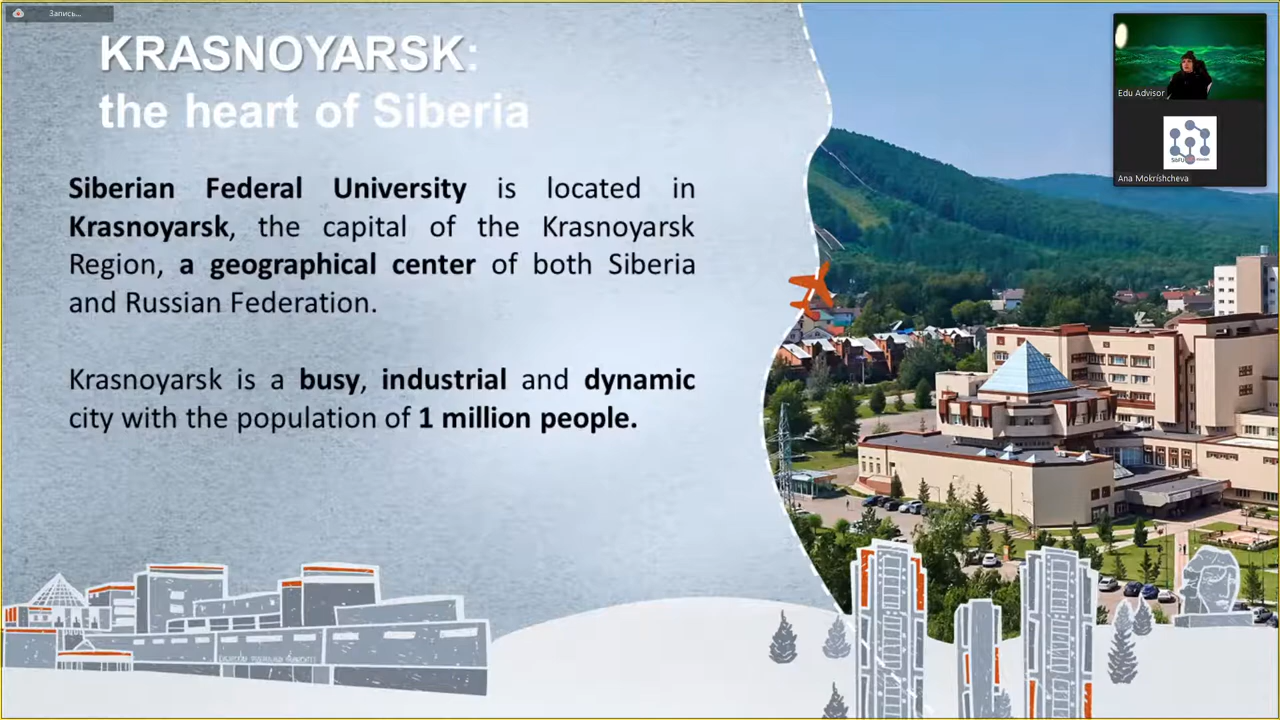 Запись...
KRASNOYARSK:
the heart of Siberia
Siberian Federal University is located in
Krasnoyarsk, the capital of the Krasnoyarsk
Region, a geographical center of both Siberia
and Russian Federation.
Krasnoyarsk is a busy, industrial and dynamic
city with the population of 1 million people.
Edu Advisor
Ana Mokrishcheva